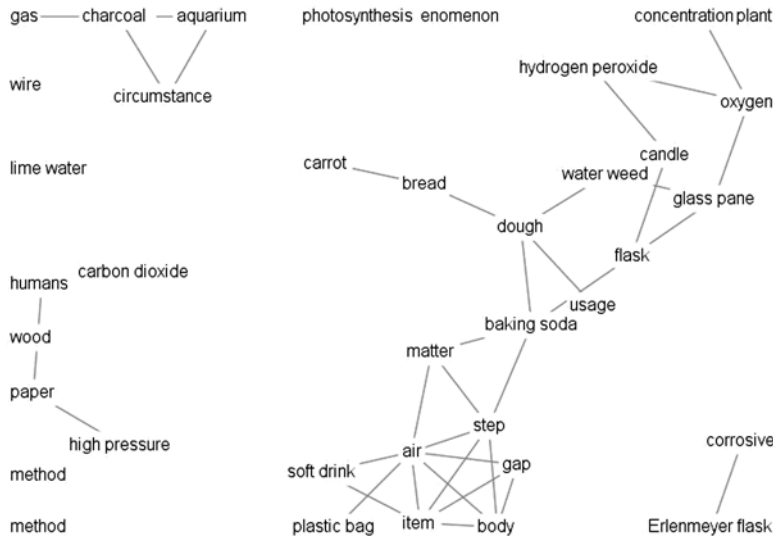 gas charcoal aquarium photosynthesis enomenon concentration plant
hydrogen peroxide
wire circumstance oxygen
candle
lime water carrot water weed
bread glass pane
dough
flask
carbon dioxide
humans
usage
baking soda
wood
matter
paper
step
high pressure air corrosive
gap
method soft drink
method plastic bag item body Erlenmeyer flask